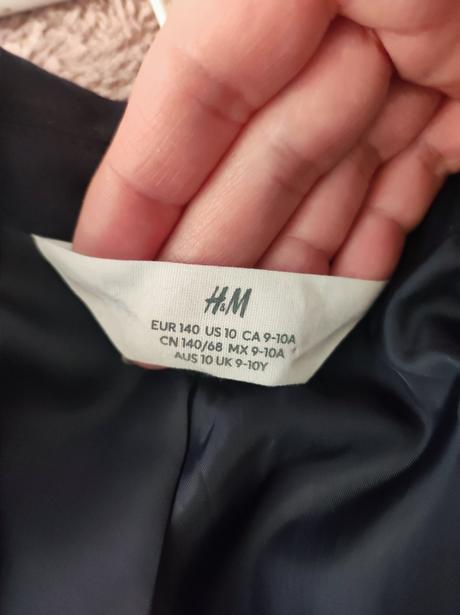 H&M
EUR 140 US 10 CA 9-10A
CN 140/68 MX 9-10A
AUS 10 UK 9-10Y